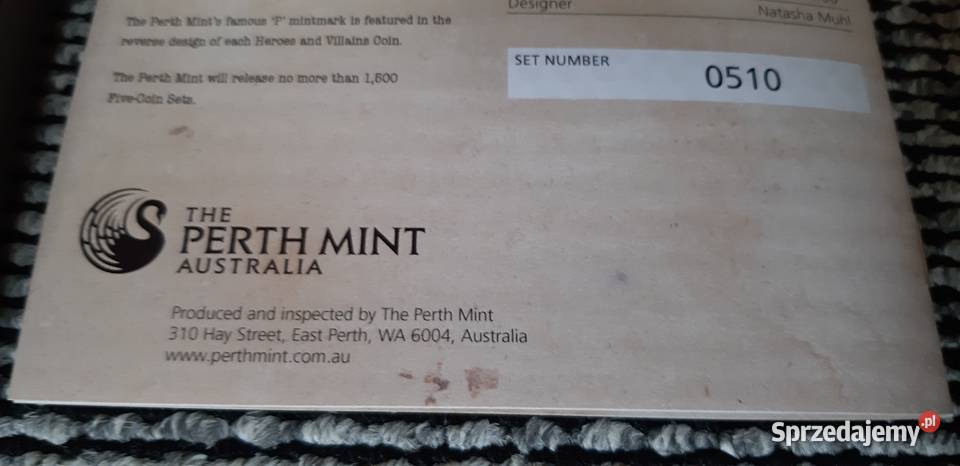 The Perth Mint's famous 'P' mintmark is featured in the
reverse design of each Heroes and Villains Coin.
The Perth Mint will release no more than 1,500
Five-Coin Sets.
Designer
Natasha Muhl
SET NUMBER
0510
THE
PERTH MINT
AUSTRALIA
Produced and inspected by The Perth Mint
310 Hay Street, East Perth, WA 6004, Australia
www.perthmint.com.au
Sprzedajemy.pl